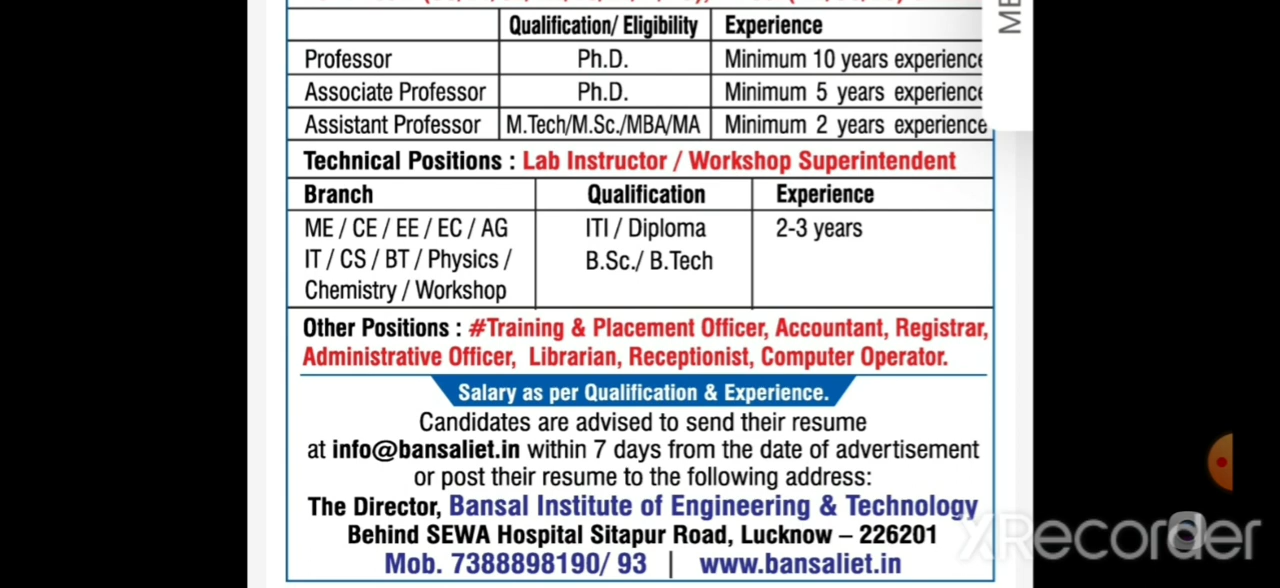 Qualification/ Eligibility Experience
Professor Ph.D. Minimum 10 years experience
Associate Professor Ph.D. Minimum 5 years experience
Assistant Professor M.Tech/M.Sc./MBA/MA Minimum 2 years experience
Technical Positions : Lab Instructor / Workshop Superintendent
Branch Qualification Experience
ME / CE / EE / EC / AG ITI / Diploma 2-3 years
IT / CS / BT / Physics / B.Sc./ B.Tech
Chemistry / Workshop
Other Positions : #Training & Placement Officer, Accountant, Registrar,
Administrative Officer, Librarian, Receptionist, Computer Operator.
Salary as per Qualification & Experience.
Candidates are advised to send their resume
at info@bansaliet.in within 7 days from the date of advertisement
or post their resume to the following address:
The Director, Bansal Institute of Engineering & Technology
Behind SEWA Hospital Sitapur Road, Lucknow – 226201
Mob. 7388898190/ 93 | www.bansaliet.in
XRecorder